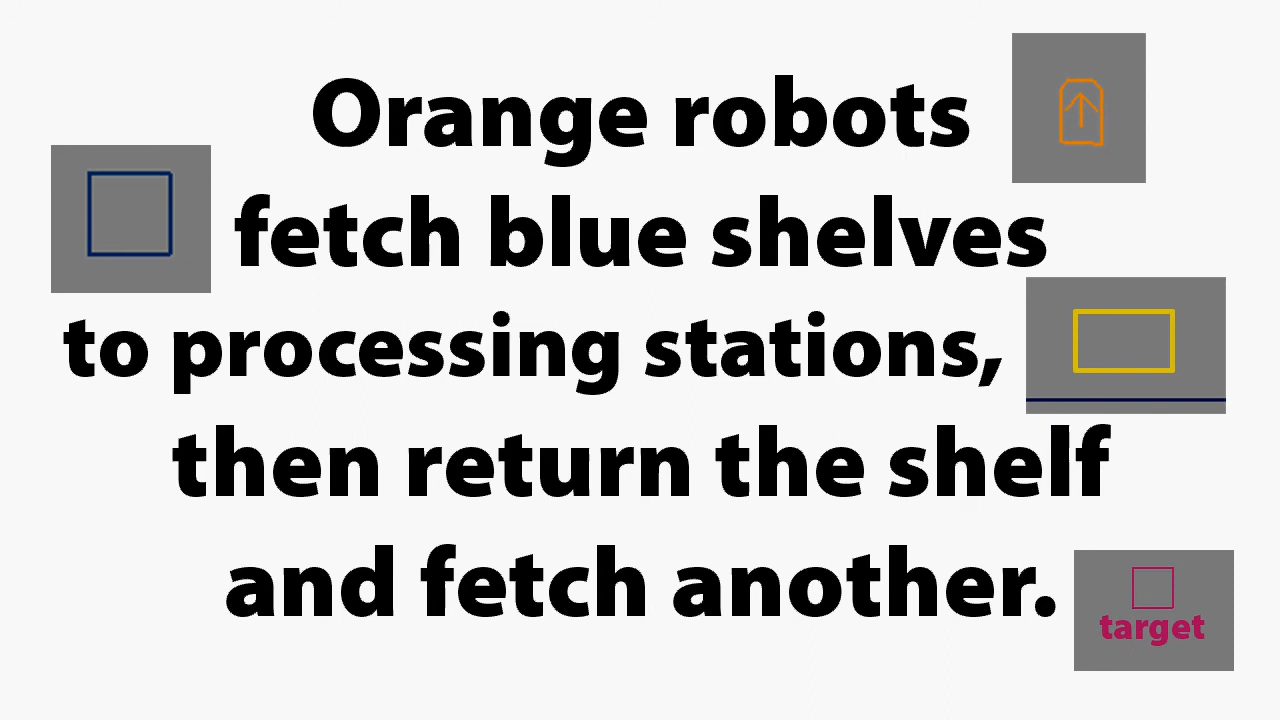 Orange robots
fetch blue shelves
to processing stations,
then return the shelf
and fetch another.
target